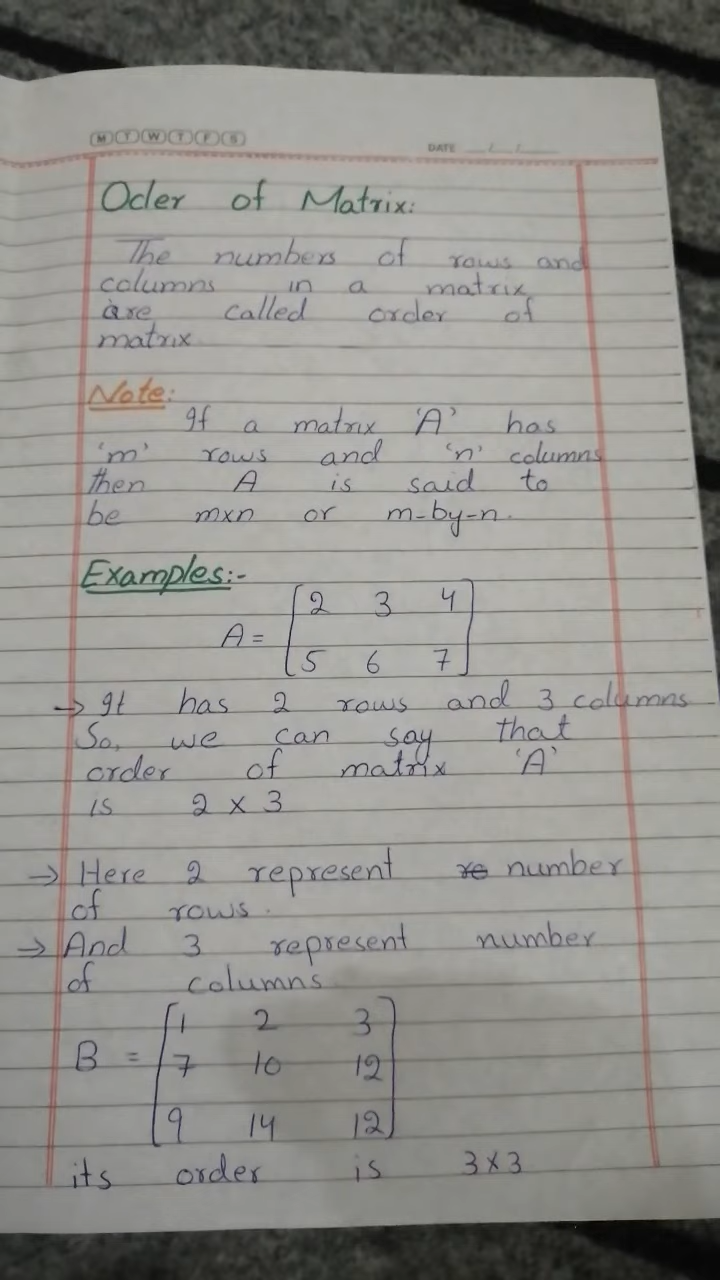 M T W T F S
DATE __/__/__
Oder of Matrix:
The numbers of rows and
columns in a matrix
are called order of
matrix
Note:
If a matrix 'A' has
'm' rows and 'n' columns
then A is said to
be mxn or m-by-n.
Examples:-
A = [2 3 4
5 6 7]
→ It has 2 rows and 3 columns
So, we can say that
order of matrix 'A'
is 2 x 3
→ Here 2 represent re number
of rows.
→ And 3 represent number
of columns
B = [1 2 3
7 10 12
9 14 12]
its order is 3x3